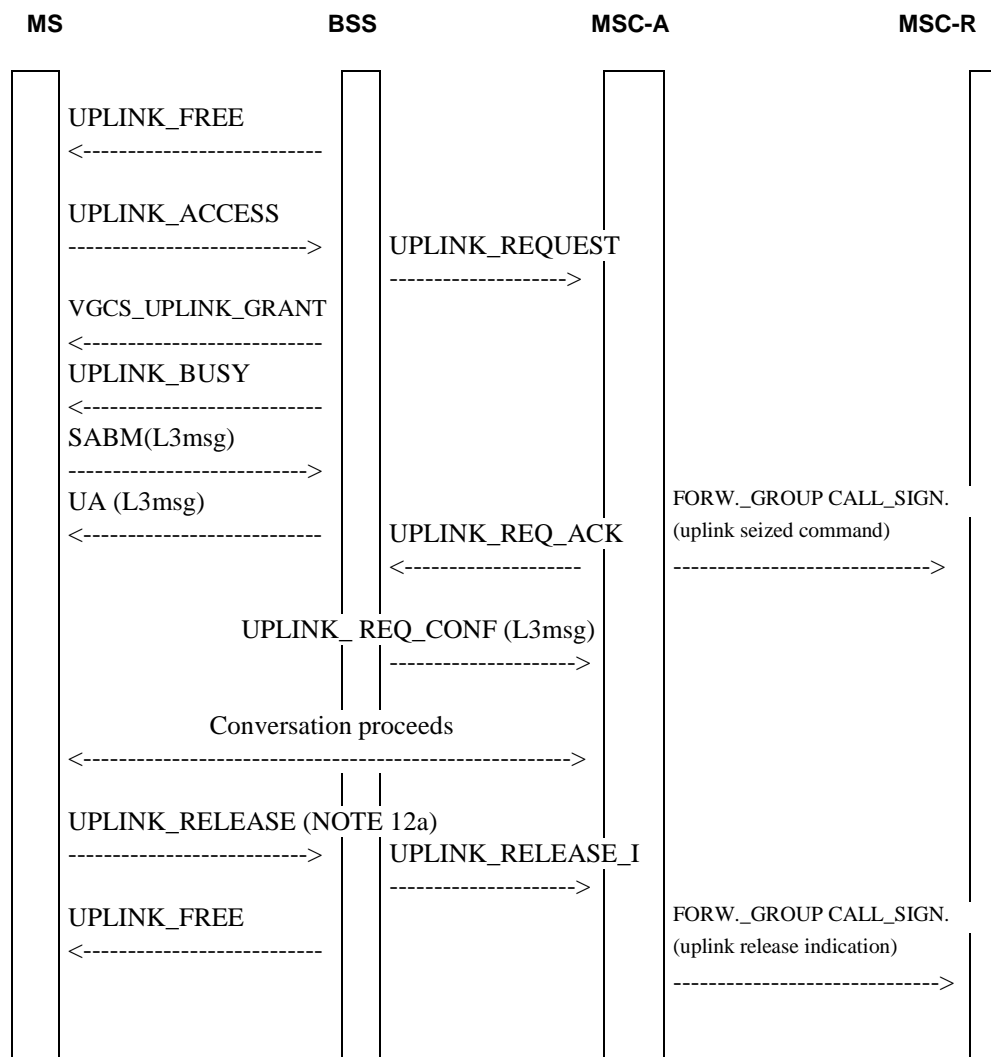 MS BSS MSC-A MSC-R
UPLINK_FREE
<---------------------------
UPLINK_ACCESS
---------------------------> UPLINK_REQUEST
-------------------->
VGCS_UPLINK_GRANT
<---------------------------
UPLINK_BUSY
<---------------------------
SABM(L3msg)
--------------------------->
UA (L3msg) FORW._GROUP CALL_SIGN.
<--------------------------- UPLINK_REQ_ACK (uplink seized command)
<-------------------- ----------------------------->
UPLINK_ REQ_CONF (L3msg)
--------------------->
Conversation proceeds
<------------------------------------------------------->
UPLINK_RELEASE (NOTE 12a)
---------------------------> UPLINK_RELEASE_I
--------------------->
UPLINK_FREE FORW._GROUP CALL_SIGN.
<--------------------------- (uplink release indication)
------------------------------>